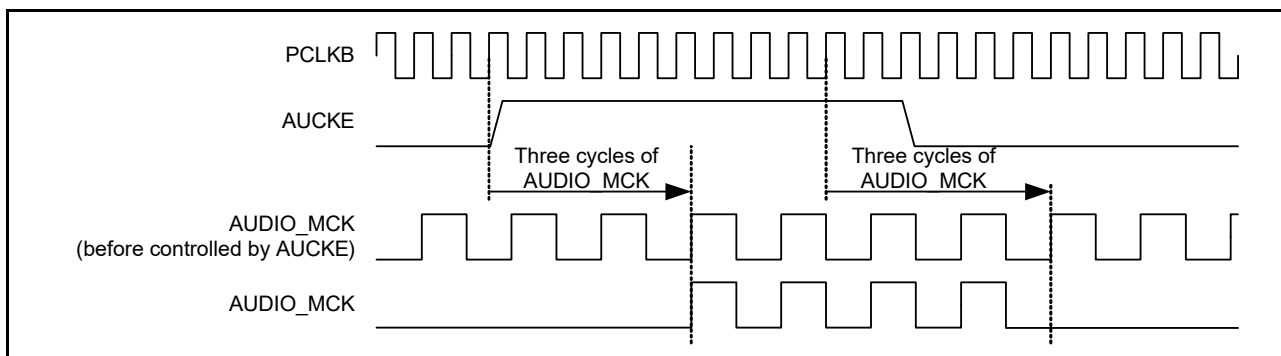 PCLKB
AUCKE
Three cycles of
AUDIO_MCK
Three cycles of
AUDIO_MCK
AUDIO_MCK
(before controlled by AUCKE)
AUDIO_MCK